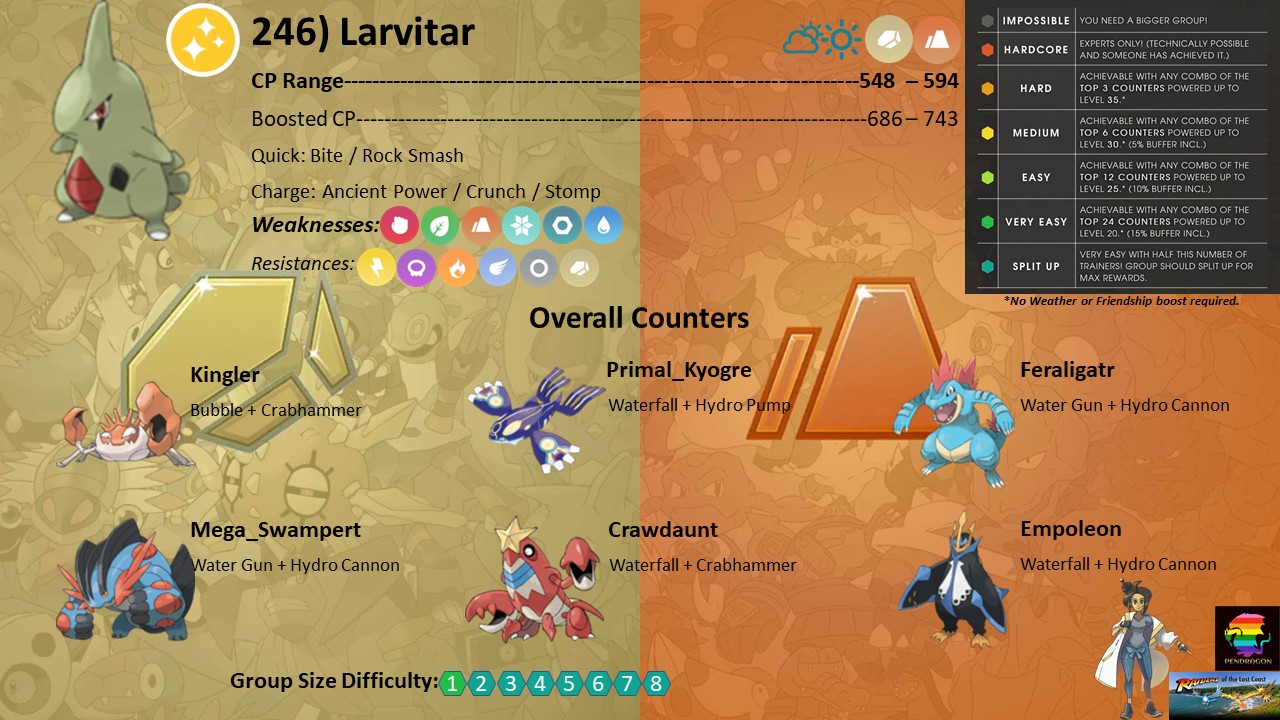 246) Larvitar
CP Range-----------------------------------------------------------------------548 – 594
Boosted CP-----------------------------------------------------------------------686 – 743
Quick: Bite / Rock Smash
Charge: Ancient Power / Crunch / Stomp
Weaknesses:
Resistances:
IMPOSSIBLE YOU NEED A BIGGER GROUP!
HARDCORE EXPERTS ONLY! (TECHNICALLY POSSIBLE
AND SOMEONE HAS ACHIEVED IT.)
HARD ACHIEVABLE WITH ANY COMBO OF THE
TOP 3 COUNTERS POWERED UP TO
LEVEL 35.*
MEDIUM ACHIEVABLE WITH ANY COMBO OF THE
TOP 6 COUNTERS POWERED UP TO
LEVEL 30.* (5% BUFFER INCL.)
EASY ACHIEVABLE WITH ANY COMBO OF THE
TOP 12 COUNTERS POWERED UP TO
LEVEL 25.* (10% BUFFER INCL.)
VERY EASY ACHIEVABLE WITH ANY COMBO OF THE
TOP 24 COUNTERS POWERED UP TO
LEVEL 20.* (15% BUFFER INCL.)
SPLIT UP VERY EASY WITH HALF THIS NUMBER OF
TRAINERS! GROUP SHOULD SPLIT UP FOR
MAX REWARDS.
*No Weather or Friendship boost required.
Overall Counters
Kingler
Bubble + Crabhammer
Primal_Kyogre
Waterfall + Hydro Pump
Feraligatr
Water Gun + Hydro Cannon
Mega_Swampert
Water Gun + Hydro Cannon
Crawdaunt
Waterfall + Crabhammer
Empoleon
Waterfall + Hydro Cannon
Group Size Difficulty: 1 2 3 4 5 6 7 8
PENDRAGON
RAIDERS of the Lost Coast